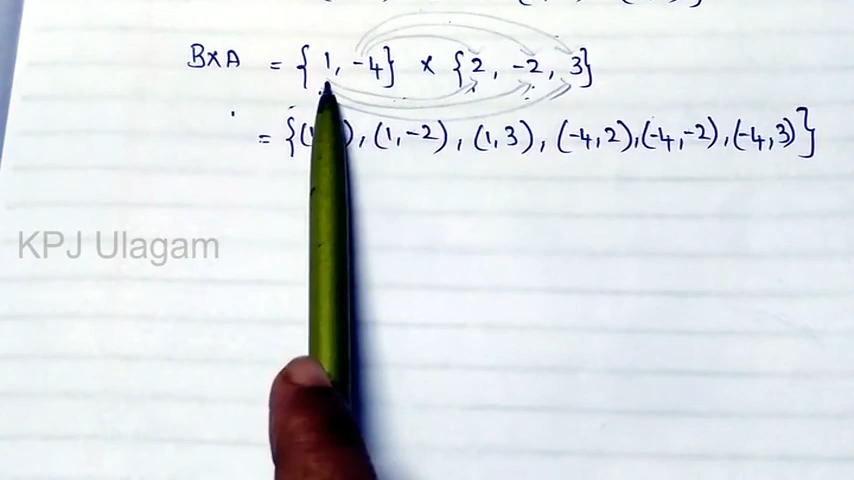 B×A = {1, -4} × {2, -2, 3}
= {(1 ), (1, -2), (1, 3), (-4, 2), (-4, -2), (-4, 3)}
KPJ Ulagam